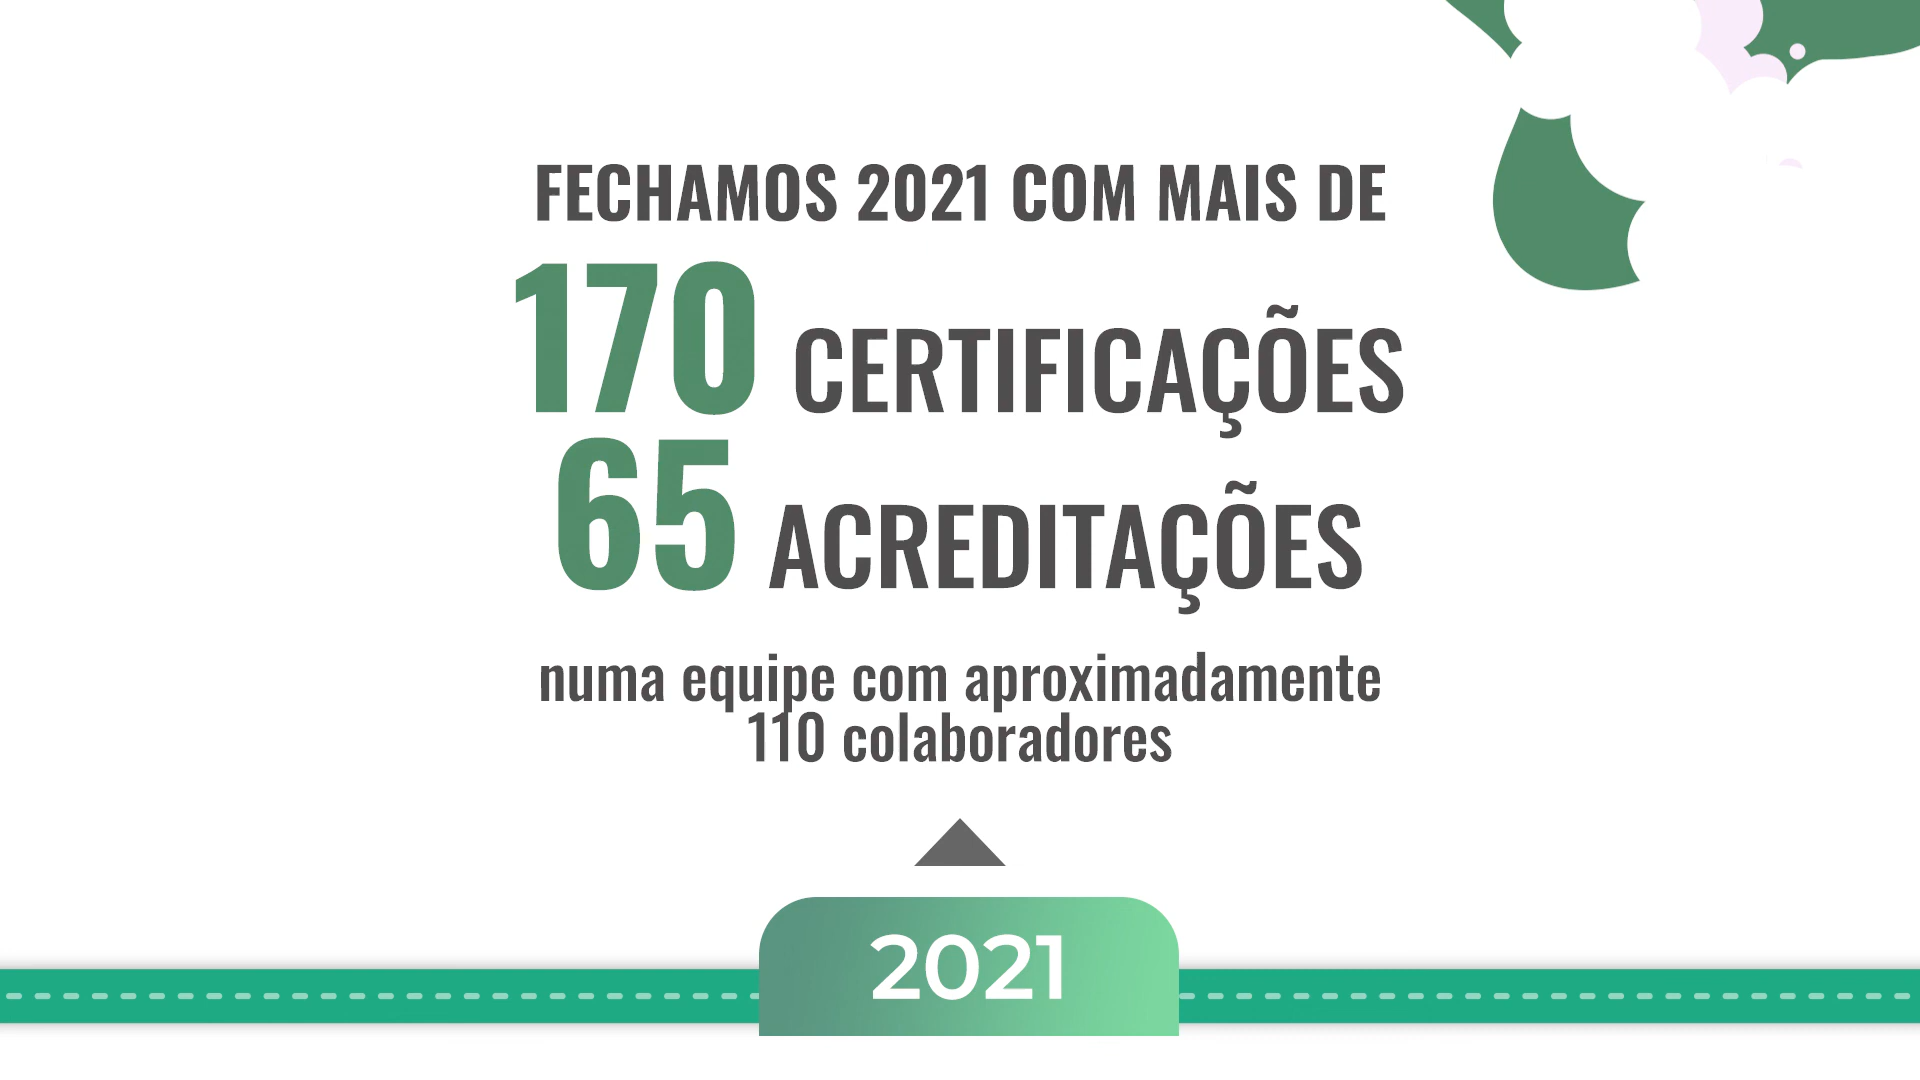 FECHAMOS 2021 COM MAIS DE
170 CERTIFICAÇÕES
65 ACREDITAÇÕES
numa equipe com aproximadamente
110 colaboradores
2021